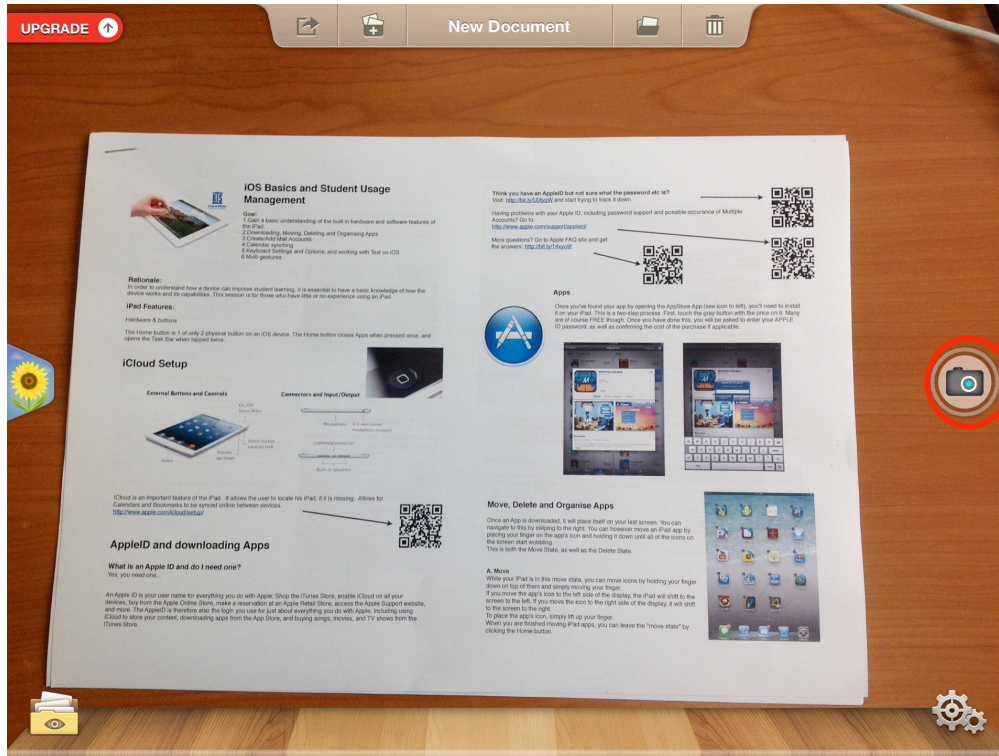 UPGRADE
New Document
iOS Basics and Student Usage
Management
Goal:
1.Gain a basic understanding of the built in hardware and software features of
the iPad.
2.Downloading, Moving, Deleting and Organising Apps
3.Create/Add Mail Accounts
4.Calendar synching
5.Keyboard Settings and Options, and working with Text on iOS
6.Multi-gestures
Rationale:
In order to understand how a device can improve student learning, it is essential to have a basic knowledge of how the
device works and its capabilities. This session is for those who have little or no experience using an iPad.
iPad Features:
Hardware & buttons
The Home button is 1 of only 2 physical button on an iOS device. The Home button closes Apps when pressed once, and
opens the Task Bar when tapped twice.
iCloud Setup
External Buttons and Controls
Connectors and Input/Output
On/Off
Sleep/Wake
Microphone
3.5-mm stereo
headphone minijack
Lightning connector
Built-in speakers
iCloud is an important feature of the iPad. It allows the user to locate his iPad, if it is missing. Allows for
Calendars and Bookmarks to be synced online between devices.
http://www.apple.com/icloud/setup/
AppleID and downloading Apps
What is an Apple ID and do I need one?
Yes, you need one...
An Apple ID is your user name for everything you do with Apple: Shop the iTunes Store, enable iCloud on all your
devices, buy from the Apple Online Store, make a reservation at an Apple Retail Store, access the Apple Support website,
and more. The AppleID is therefore also the login you use for just about everything you do with Apple, including using
iCloud to store your content, downloading apps from the App Store, and buying songs, movies, and TV shows from the
iTunes Store.
Think you have an AppleID but not sure what the password etc is?
Visit: and start trying to track it down.
Having problems with your Apple ID, including password support and possible occurance of Multiple
Accounts? Go to:
http://www.apple.com/support/appleid/
More questions? Go to Apple FAQ site and get
the answers:
Apps
Once you've found your app by opening the AppStore App (see icon to left), you'll need to install
it on your iPad. This is a two-step process. First, touch the gray button with the price on it. Many
are of course FREE though. Once you have done this, you will be asked to enter your APPLE
ID password, as well as confirming the cost of the purchase if applicable.
Move, Delete and Organise Apps
Once an App is downloaded, it will place itself on your last screen. You can
navigate to this by swiping to the right. You can however move an iPad app by
placing your finger on the app's icon and holding it down until all of the icons on
the screen start wobbling.
This is both the Move State, as well as the Delete State.
A. Move
While your iPad is in this move state, you can move icons by holding your finger
down on top of them and simply moving your finger.
If you move the app's icon to the left side of the display, the iPad will shift to the
screen to the left. If you move the icon to the right side of the display, it will shift
to the screen to the right.
To place the app's icon, simply lift up your finger.
When you are finished moving iPad apps, you can leave the "move state" by
clicking the Home button.